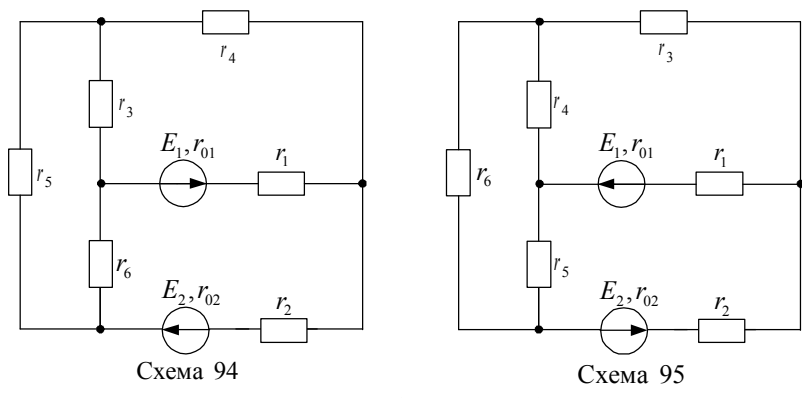 r₄
r₃
r₅
E₁, r₀₁
r₁
r₆
E₂, r₀₂
r₂
Схема 94
r₃
r₄
r₆
E₁, r₀₁
r₁
r₅
E₂, r₀₂
r₂
Схема 95